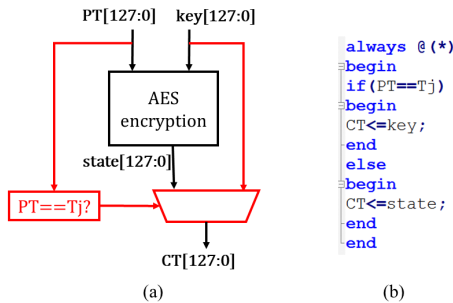 PT[127:0] key[127:0]
AES
encryption
state[127:0]
PT==Tj?
CT[127:0]
(a)
always @(*)
begin
if(PT==Tj)
begin
CT<=key;
end
else
begin
CT<=state;
end
end
(b)